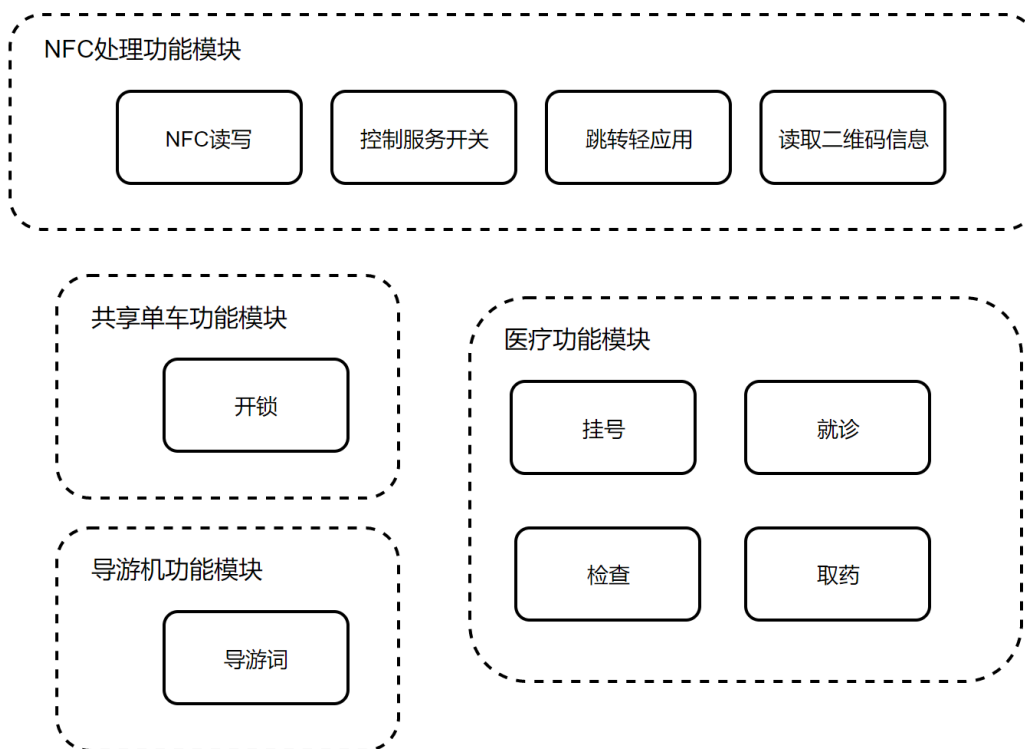 NFC处理功能模块
NFC读写
控制服务开关
跳转轻应用
读取二维码信息
共享单车功能模块
开锁
医疗功能模块
挂号
就诊
检查
取药
导游机功能模块
导游词